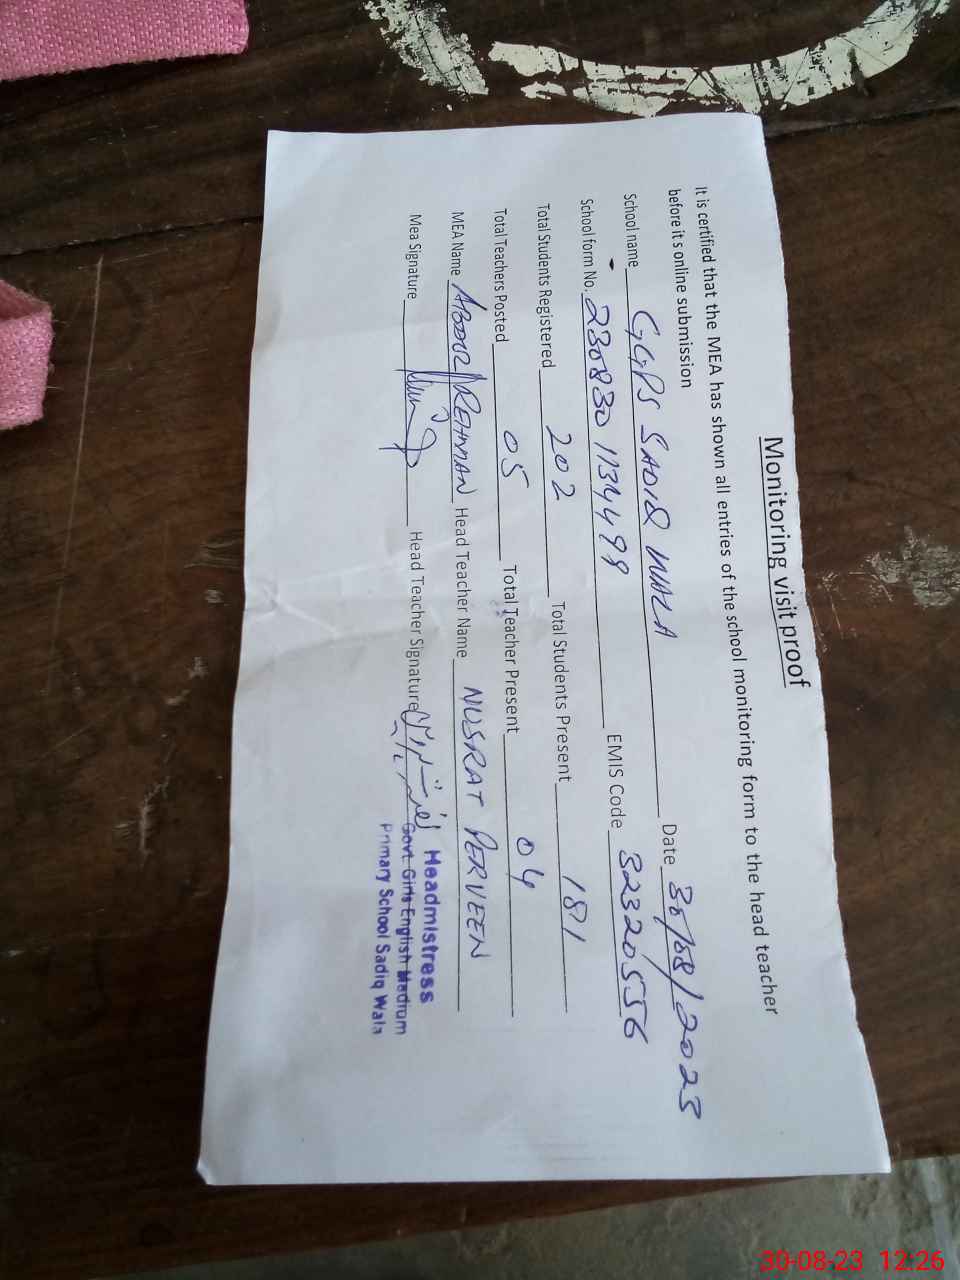 Monitoring visit proof
It is certified that the MEA has shown all entries of the school monitoring form to the head teacher
before it s online submission
School name GGPS SADIQ WALA Date 30/08/2023
School form No. 2308301134499 EMIS Code 32320556
Total Students Registered 202 Total Students Present 181
Total Teachers Posted 05 Total Teacher Present 04
MEA Name ABDUL REHMAN Head Teacher Name NUSRAT PERVEEN
Mea Signature Head Teacher Signature
Headmistress
Govt. Girls English Medium
Primary School Sadiq Wala
30-08-23 12:26